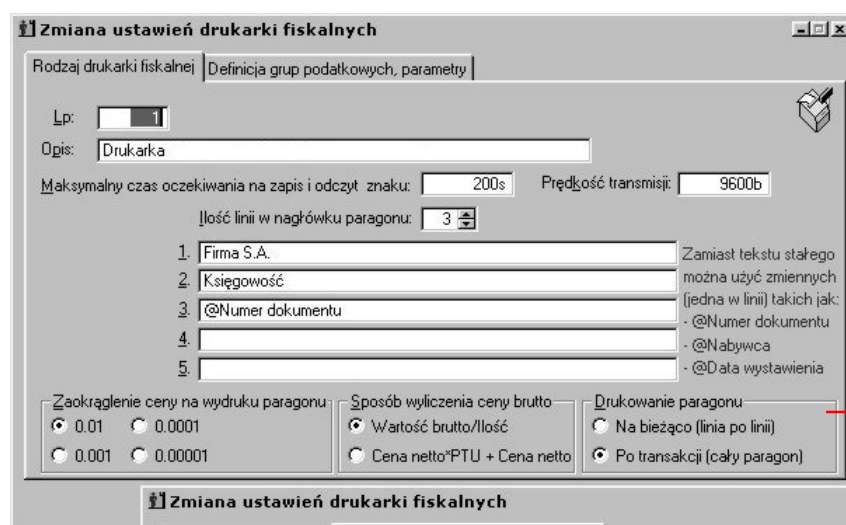 Zmiana ustawień drukarki fiskalnych
Rodzaj drukarki fiskalnej Definicja grup podatkowych, parametry
Lp: 1
Opis: Drukarka
Maksymalny czas oczekiwania na zapis i odczyt znaku: 200s Prędkość transmisji: 9600b
Ilość linii w nagłówku paragonu: 3
1. Firma S.A.
2. Księgowość
3. @Numer dokumentu
4.
5.
Zamiast tekstu stałego
można użyć zmiennych
(jedna w linii) takich jak:
- @Numer dokumentu
- @Nabywca
- @Data wystawienia
Zaokrąglenie ceny na wydruku paragonu
0.01 0.0001
0.001 0.00001
Sposób wyliczenia ceny brutto
Wartość brutto/Ilość
Cena netto*PTU + Cena netto
Drukowanie paragonu
Na bieżąco (linia po linii)
Po transakcji (cały paragon)
Zmiana ustawień drukarki fiskalnych